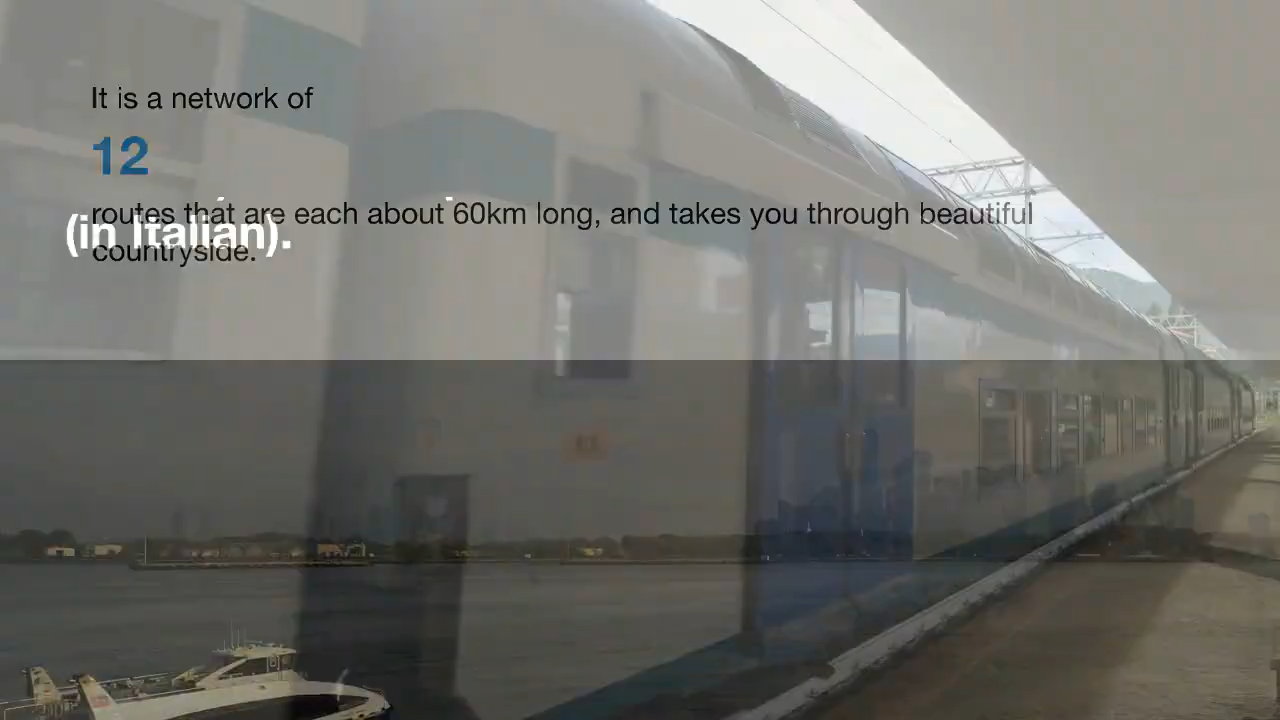 It is a network of
12
routes that are each about 60km long, and takes you through beautiful
(in Italian).
countryside.